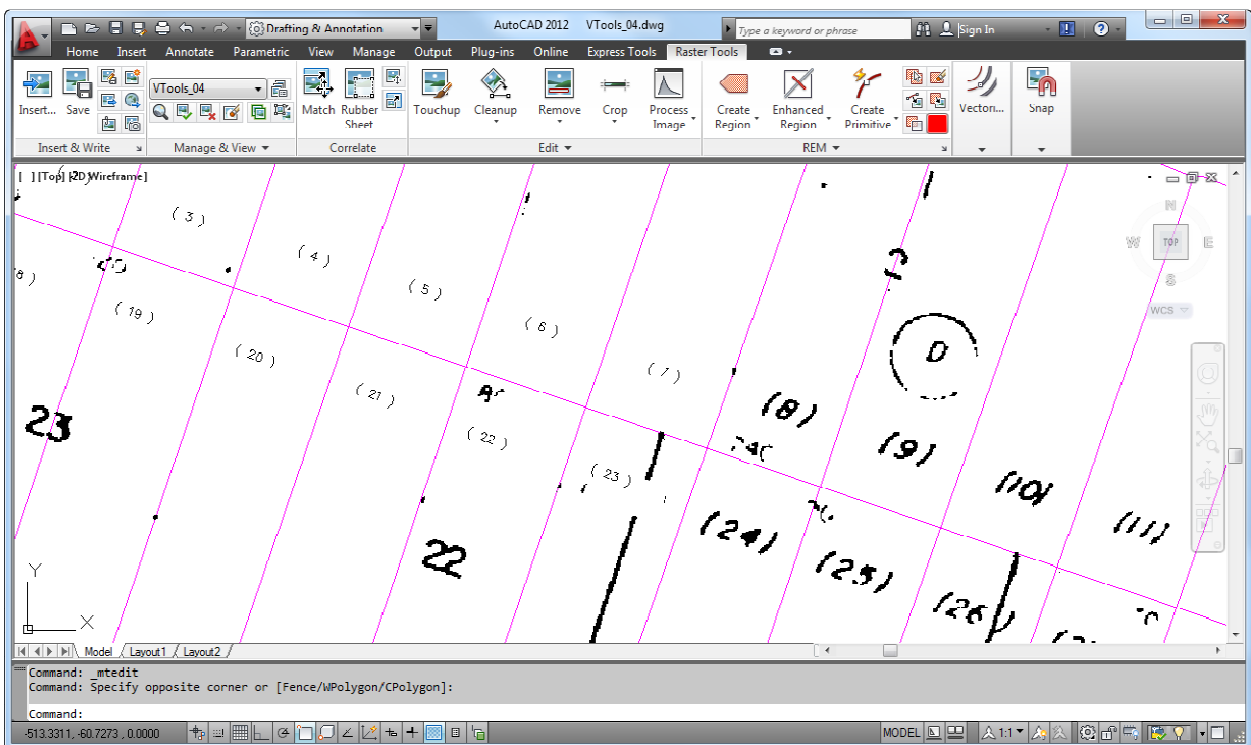 Drafting & Annotation
AutoCAD 2012 VTools_04.dwg
Type a keyword or phrase
Sign In
Home Insert Annotate Parametric View Manage Output Plug-ins Online Express Tools Raster Tools
VTools_04
Insert... Save Match Rubber Sheet Touchup Cleanup Remove Crop Process Image Create Region Enhanced Region Create Primitive Vectori... Snap
Insert & Write Manage & View Correlate Edit REM
[ ] [Top] [2D Wireframe]
N
W TOP E
S
WCS
( 3 )
( 4 )
( 5 )
( 6 )
8 )
( 19 )
( 20 )
( 21 )
( 22 )
( 23 )
D
(8)
(9)
(10)
(11)
23
22
(24)
(25)
(26)
Y
X
Model Layout1 Layout2
Command: _mtedit
Command: Specify opposite corner or [Fence/WPolygon/CPolygon]:
Command:
-513.3311, -60.7273 , 0.0000
MODEL
1:1